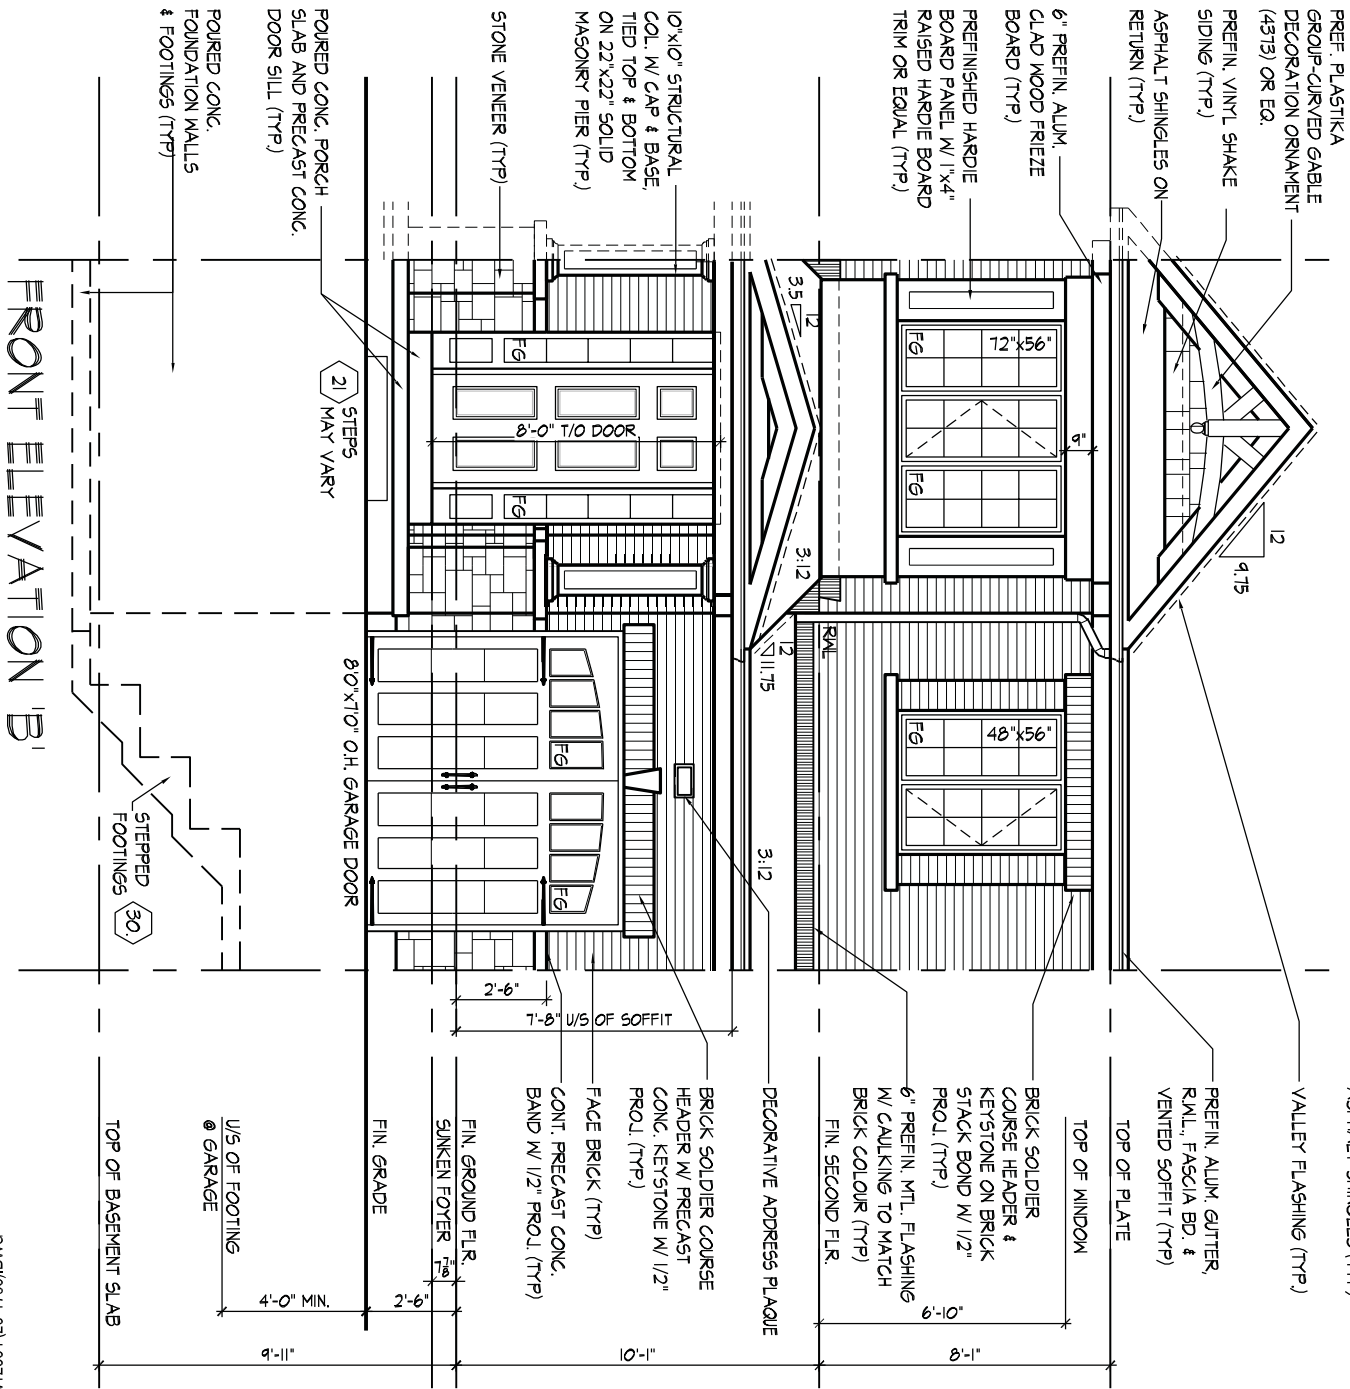 PREF. PLASTIKA
GROUP-CURVED GABLE
DECORATION ORNAMENT
(4373) OR EQ.
PREFIN. VINYL SHAKE
SIDING (TYP.)
ASPHALT SHINGLES ON
RETURN (TYP.)
6" PREFIN. ALUM.
CLAD WOOD FRIEZE
BOARD (TYP.)
PREFINISHED HARDIE
BOARD PANEL W/ 1"x4"
RAISED HARDIE BOARD
TRIM OR EQUAL (TYP.)
10"x10" STRUCTURAL
COL. W/ CAP & BASE,
TIED TOP & BOTTOM
ON 22"x22" SOLID
MASONRY PIER (TYP.)
STONE VENEER (TYP)
POURED CONC. PORCH
SLAB AND PRECAST CONC.
DOOR SILL (TYP.)
POURED CONC.
FOUNDATION WALLS
& FOOTINGS (TYP)
12
9.75
9"
72"x56"
FG
FG
12
3.5
3:12
RWL
12
11.75
48"x56"
FG
3:12
FG
FG
8'-0" T/O DOOR
FG
FG
21
STEPS
MAY VARY
8'0"x7'0" O.H. GARAGE DOOR
STEPPED
FOOTINGS
30.
2'-6"
7'-8" U/S OF SOFFIT
VALLEY FLASHING (TYP.)
PREFIN. ALUM. GUTTER,
R.W.L., FASCIA BD. &
VENTED SOFFIT (TYP)
TOP OF PLATE
TOP OF WINDOW
BRICK SOLDIER
COURSE HEADER &
KEYSTONE ON BRICK
STACK BOND W/ 1/2"
PROJ. (TYP.)
6" PREFIN. MTL. FLASHING
W/ CAULKING TO MATCH
BRICK COLOUR (TYP)
FIN. SECOND FLR.
DECORATIVE ADDRESS PLAQUE
BRICK SOLDIER COURSE
HEADER W/ PRECAST
CONC. KEYSTONE W/ 1/2"
PROJ. (TYP.)
FACE BRICK (TYP)
CONT. PRECAST CONC.
BAND W/ 1/2" PROJ. (TYP)
FIN. GROUND FLR.
SUNKEN FOYER
7 7/8"
FIN. GRADE
U/S OF FOOTING
@ GARAGE
TOP OF BASEMENT SLAB
8'-1"
6'-10"
10'-1"
2'-6"
4'-0" MIN.
9'-11"
FRONT ELEVATION 'B'